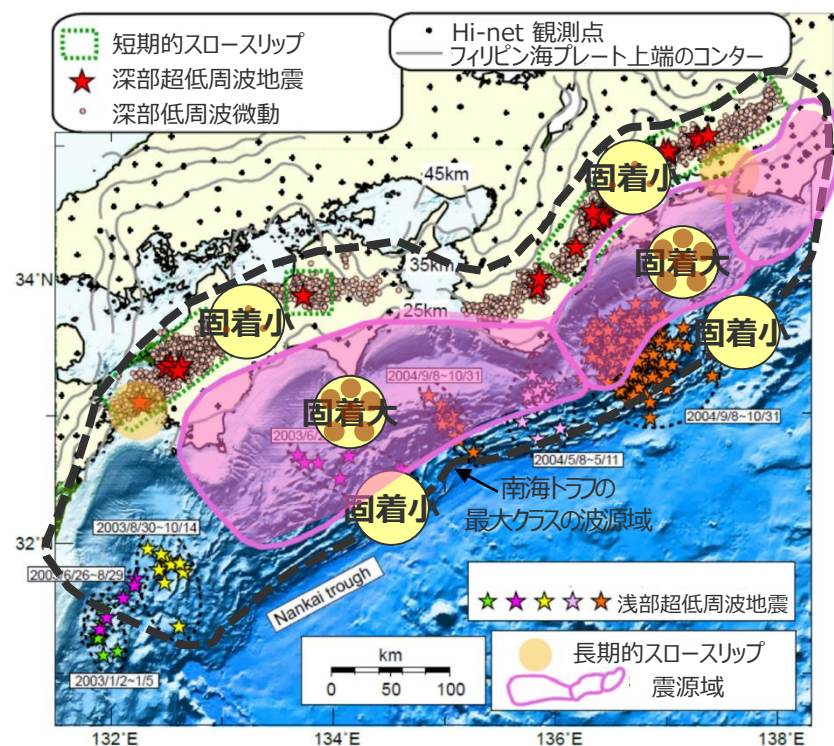 短期的スロースリップ
深部超低周波地震
深部低周波微動
Hi-net 観測点
フィリピン海プレート上端のコンター
45km
固着小
35km
固着大
34°N
25km
固着小
固着小
2004/9/8~10/31
固着大
2003/6/2
2004/9/8~10/31
2004/5/8~5/11
南海トラフの
最大クラスの波源域
固着小
2003/8/30~10/14
32°N
2003/6/26~8/29
Nankai trough
浅部超低周波地震
2003/1/2~1/5
km
0 50 100
長期的スロースリップ
震源域
132°E
134°E
136°E
138°E